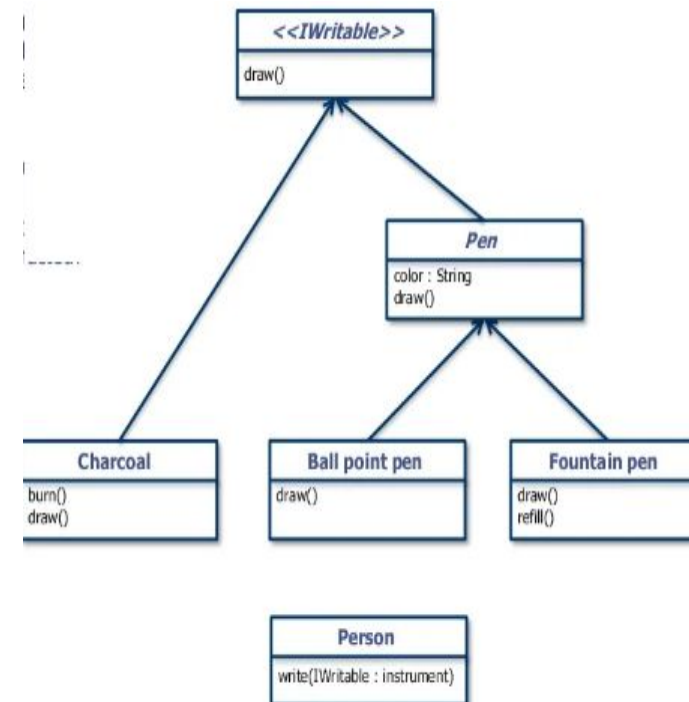 <<IWritable>>
draw()
Pen
color : String
draw()
Charcoal
burn()
draw()
Ball point pen
draw()
Fountain pen
draw()
refill()
Person
write(IWritable : instrument)